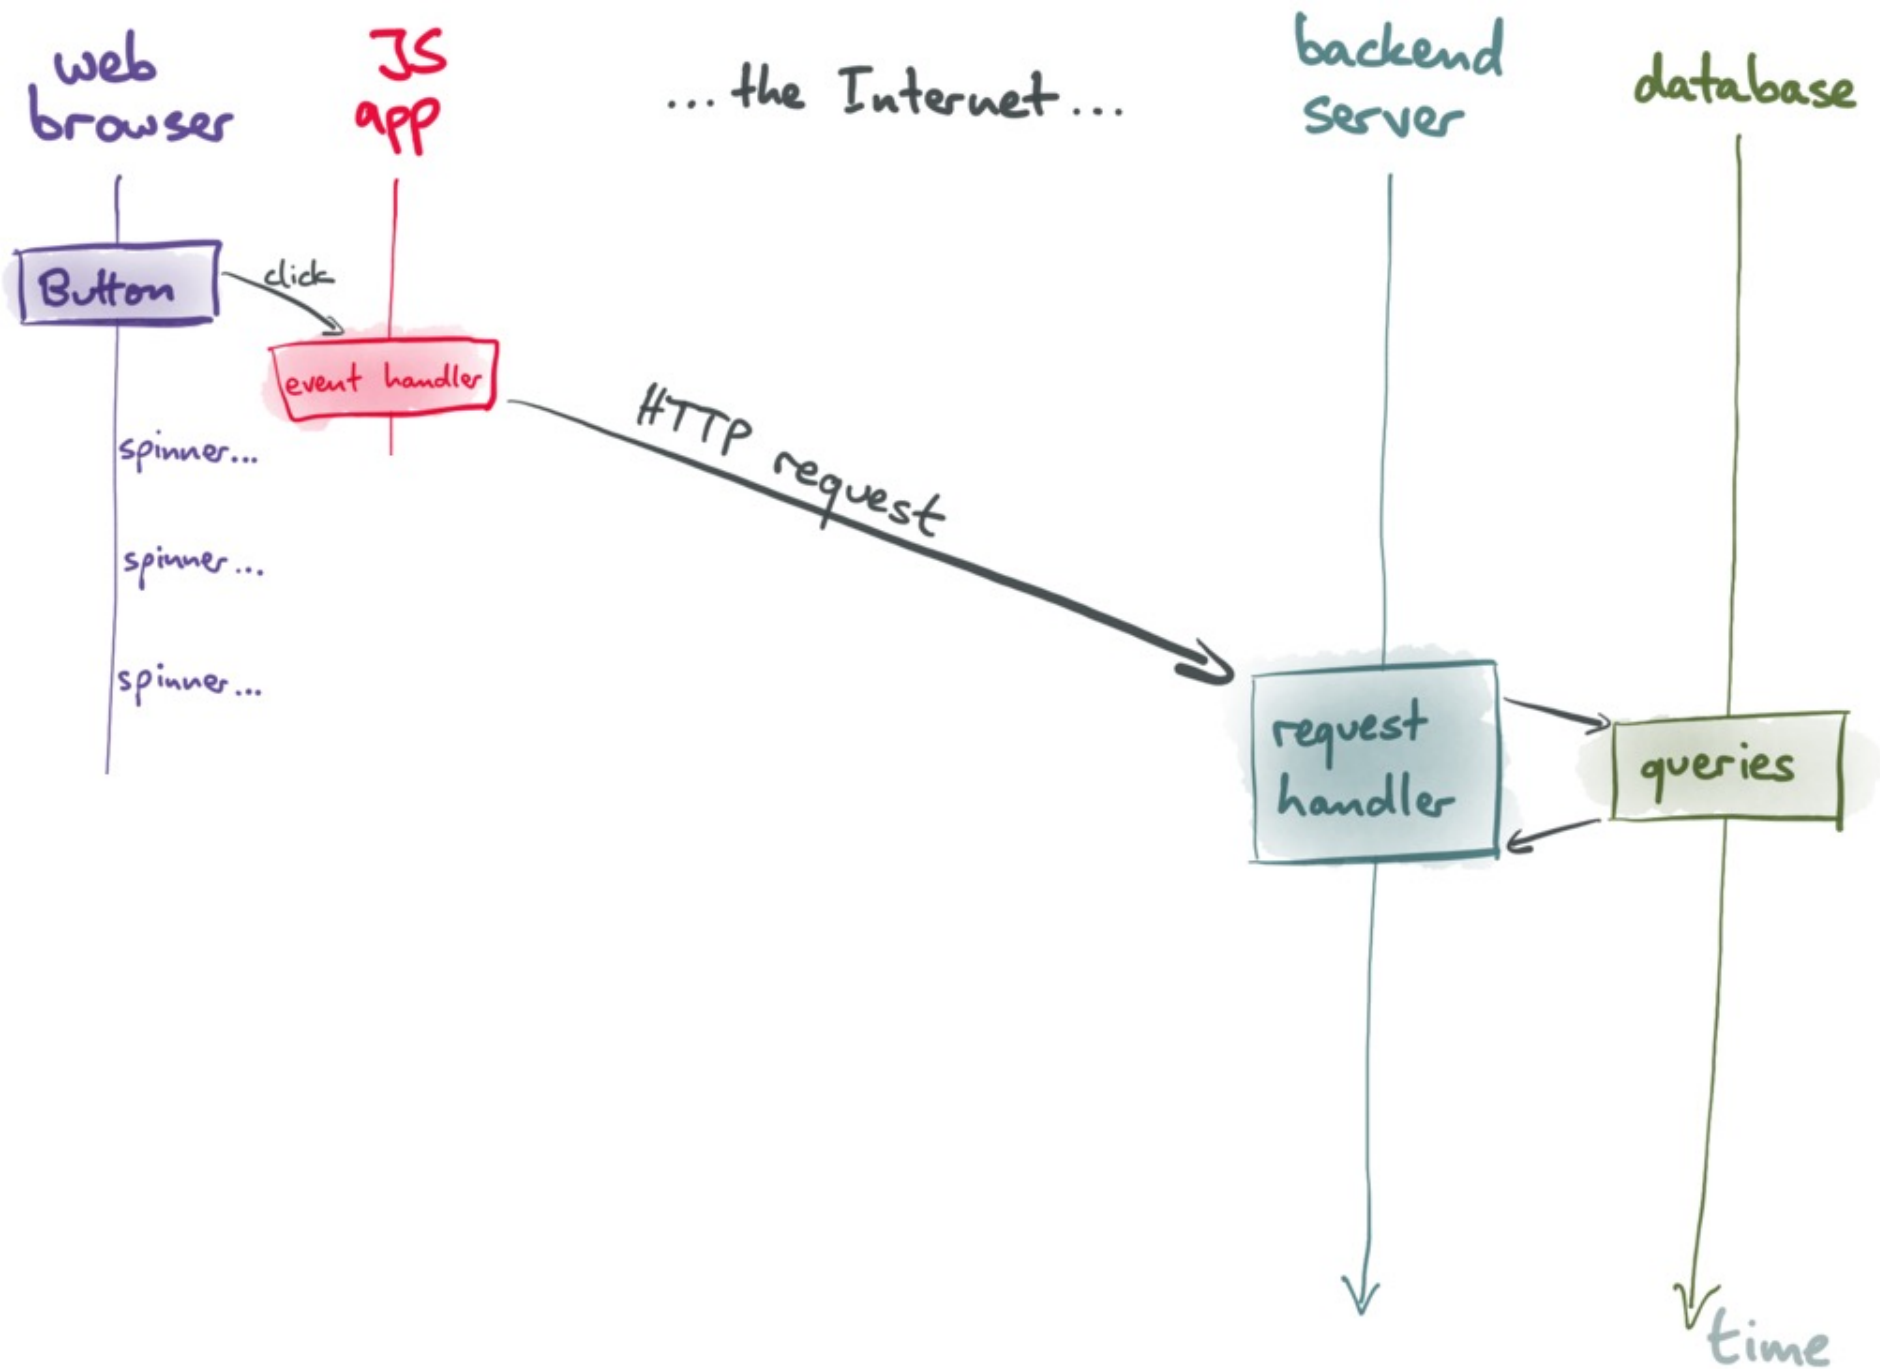 web
browser
JS
app
...the Internet...
backend
server
database
Button
click
event handler
spinner...
spinner...
spinner...
HTTP request
request
handler
queries
time